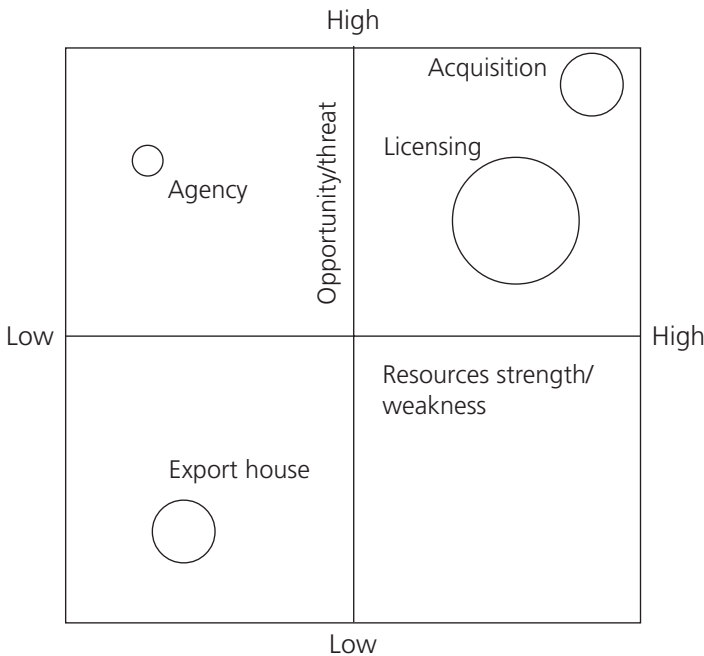 High
Acquisition
Licensing
Opportunity/threat
Agency
Low
High
Resources strength/
weakness
Export house
Low